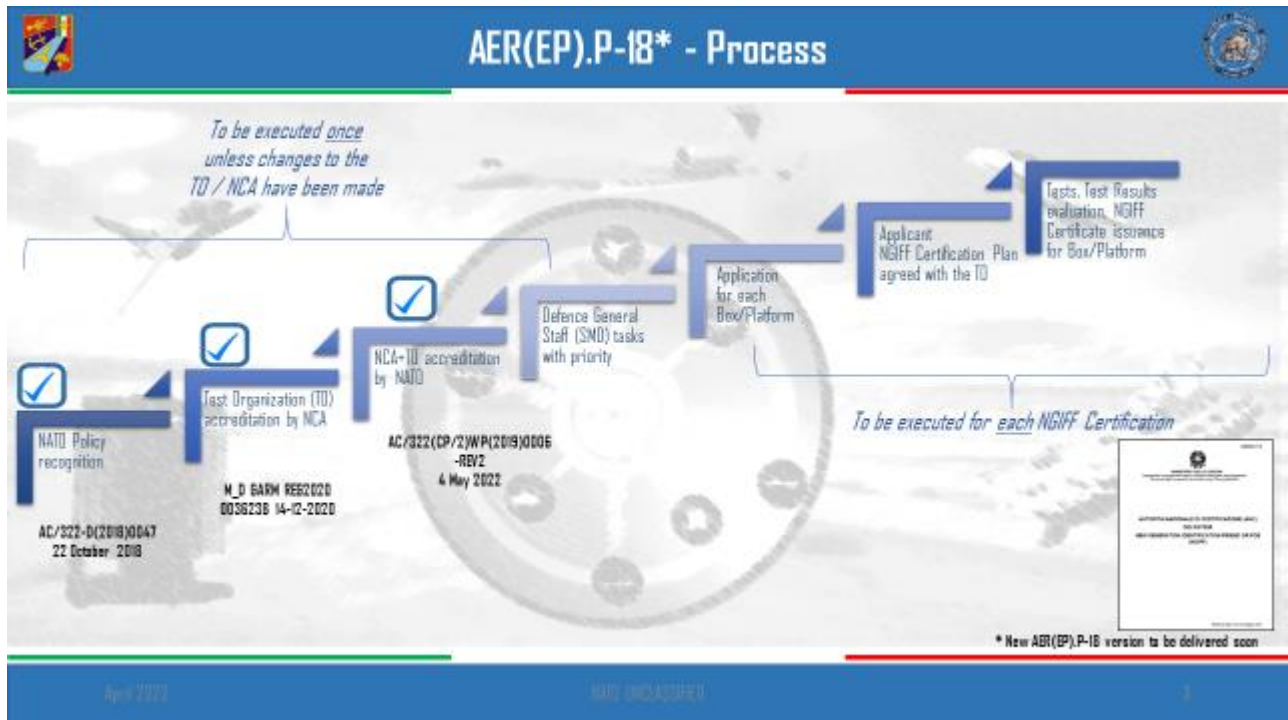 AER(EP).P-18* - Process
To be executed once
unless changes to the
TO / NCA have been made
Tests, Test Results
evaluation, NGIFF
Certificate issuance
for Box/Platform
Applicant
NGIFF Certification Plan
agreed with the TO
Application
for each
Box/Platform
Defence General
Staff (SMD) tasks
with priority
NCA+TO accreditation
by NATO
Test Organization (TO)
accreditation by NCA
NATO Policy
recognition
To be executed for each NGIFF Certification
AC/322(CP/2)WP(2019)0006
-REV2
4 May 2022
M_D GARM REG2020
0036238 14-12-2020
AC/322-D(2018)0047
22 October 2018
* New AER(EP).P-18 version to be delivered soon
NATO UNCLASSIFIED
3